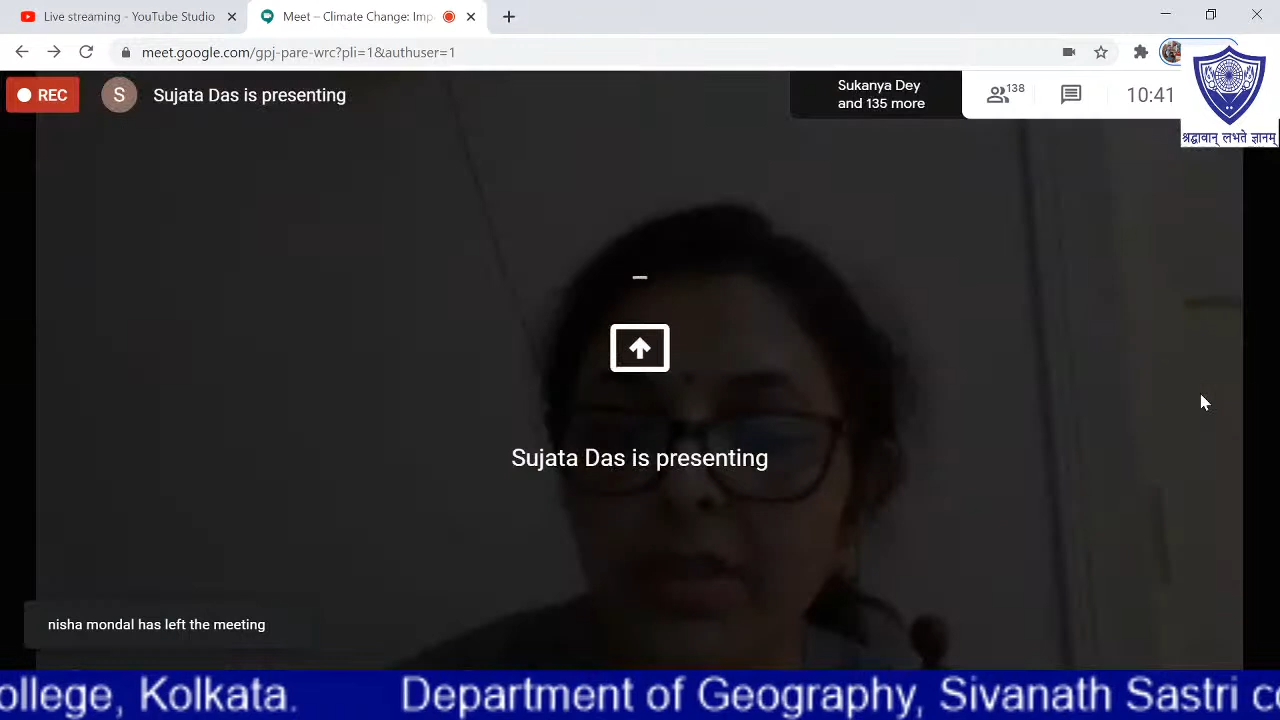 Live streaming - YouTube Studio
Meet – Climate Change: Imp
meet.google.com/gpj-pare-wrc?pli=1&authuser=1
REC
S
Sujata Das is presenting
Sukanya Dey
and 135 more
138
10:41
श्रद्धावान् लभते ज्ञानम्
Sujata Das is presenting
nisha mondal has left the meeting
ollege, Kolkata. Department of Geography, Sivanath Sastri co